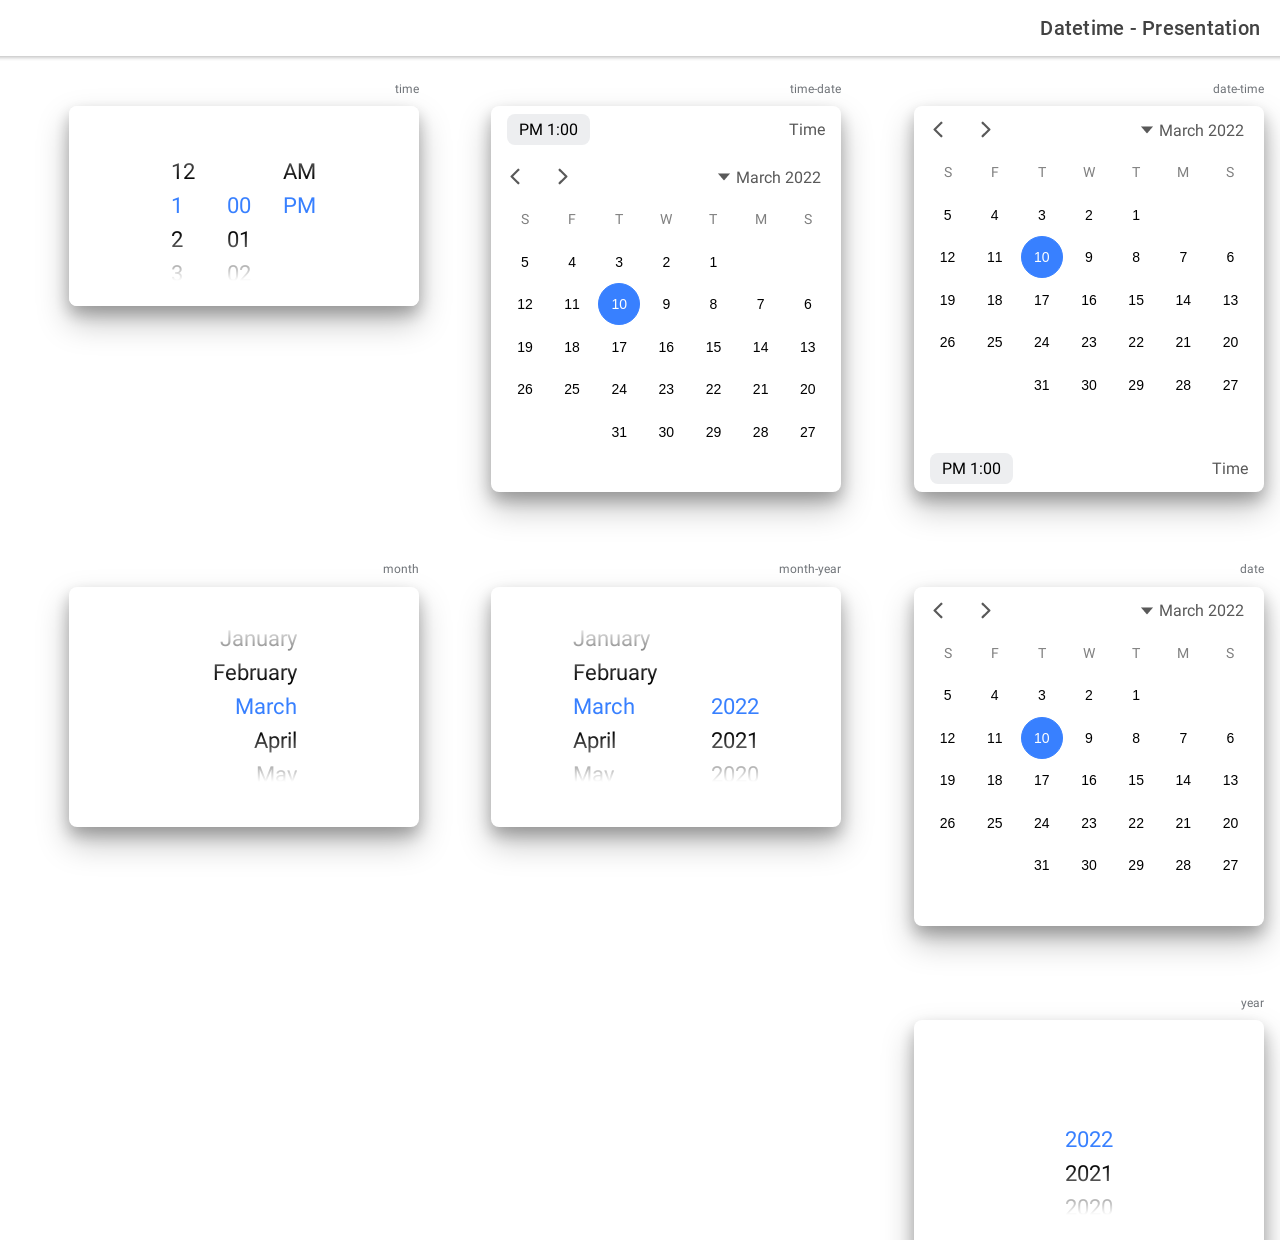 Datetime - Presentation
time
12 AM
1 00 PM
2 01
3 02
time-date
PM 1:00 Time
March 2022
S F T W T M S
5 4 3 2 1
12 11 10 9 8 7 6
19 18 17 16 15 14 13
26 25 24 23 22 21 20
31 30 29 28 27
date-time
March 2022
S F T W T M S
5 4 3 2 1
12 11 10 9 8 7 6
19 18 17 16 15 14 13
26 25 24 23 22 21 20
31 30 29 28 27
PM 1:00 Time
month
January
February
March
April
May
month-year
January
February
March 2022
April 2021
May 2020
date
March 2022
S F T W T M S
5 4 3 2 1
12 11 10 9 8 7 6
19 18 17 16 15 14 13
26 25 24 23 22 21 20
31 30 29 28 27
year
2022
2021
2020